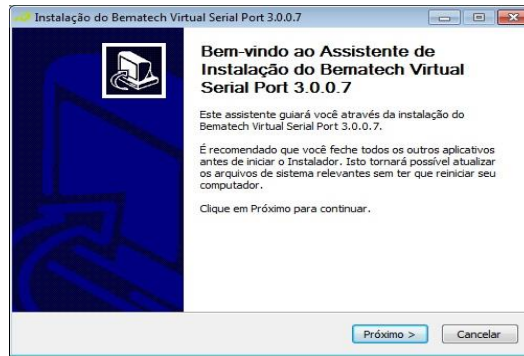 Instalação do Bematech Virtual Serial Port 3.0.0.7
Bem-vindo ao Assistente de
Instalação do Bematech Virtual
Serial Port 3.0.0.7
Este assistente guiará você através da instalação do
Bematech Virtual Serial Port 3.0.0.7.
É recomendado que você feche todos os outros aplicativos
antes de iniciar o Instalador. Isto tornará possível atualizar
os arquivos de sistema relevantes sem ter que reiniciar seu
computador.
Clique em Próximo para continuar.
Próximo > Cancelar